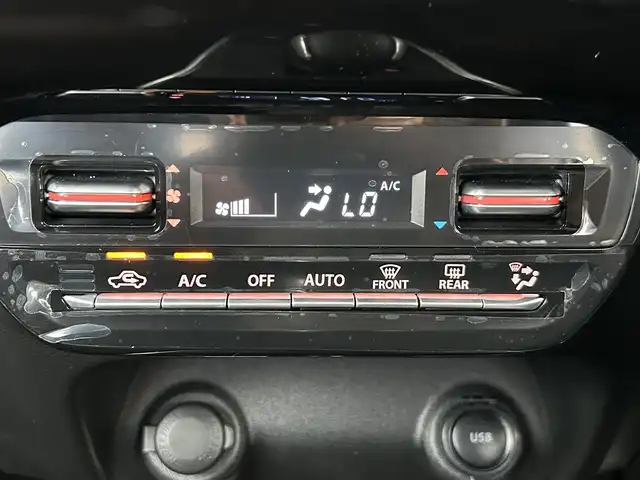 A/C
LO
A/C OFF AUTO FRONT REAR
USB